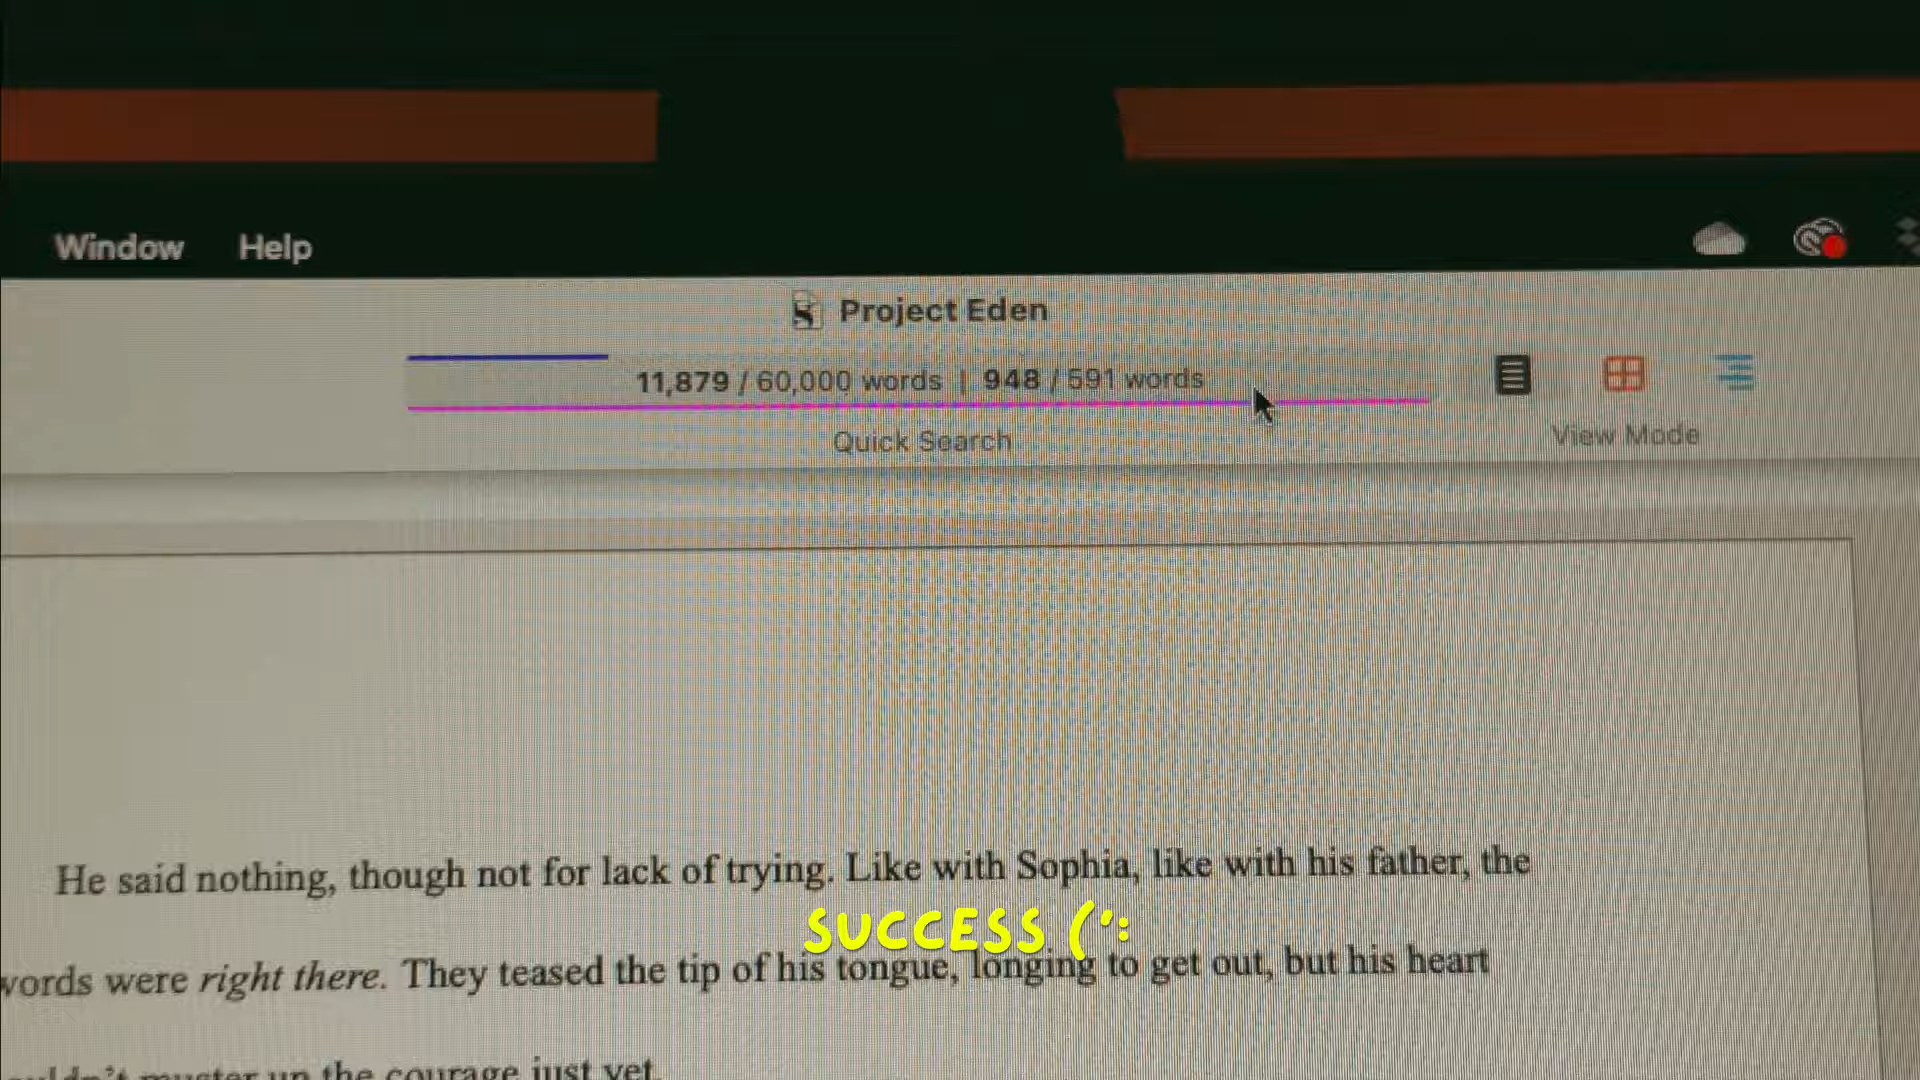 Window Help
Project Eden
11,879 / 60,000 words | 948 / 591 words
Quick Search
View Mode
He said nothing, though not for lack of trying. Like with Sophia, like with his father, the
SUCCESS (':
words were right there. They teased the tip of his tongue, longing to get out, but his heart
muster up the courage just yet